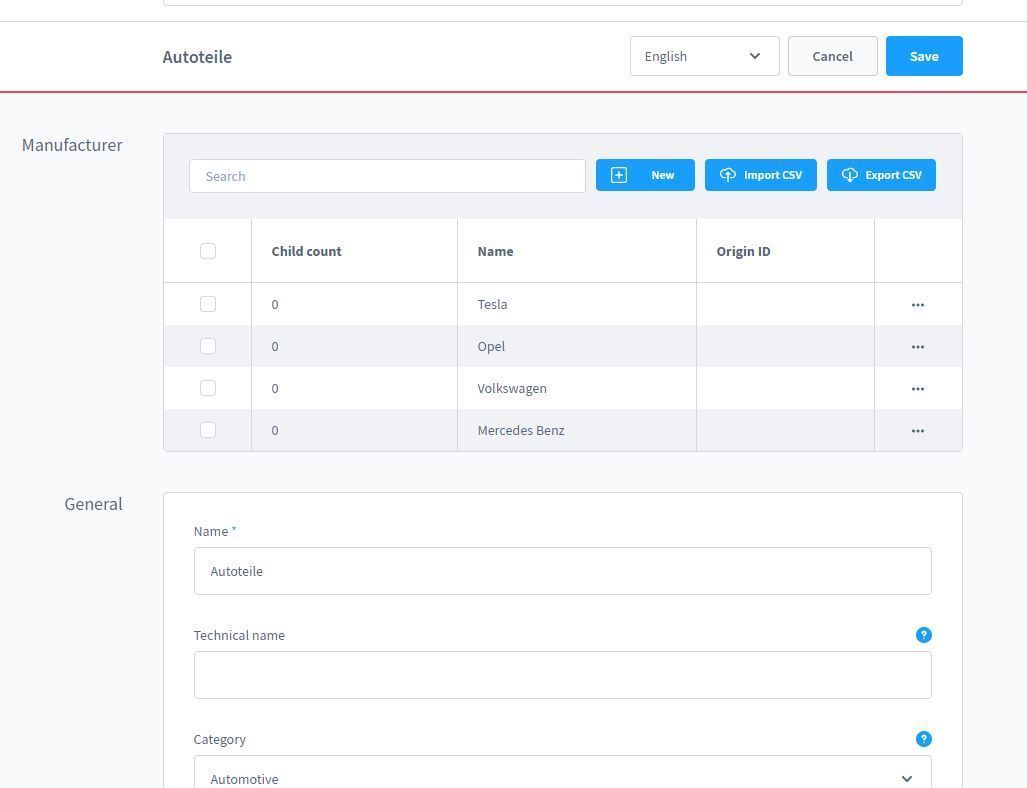 Autoteile English Cancel Save
Manufacturer
Search New Import CSV Export CSV
Child count Name Origin ID
0 Tesla ...
0 Opel ...
0 Volkswagen ...
0 Mercedes Benz ...
General
Name *
Autoteile
Technical name ?
Category ?
Automotive